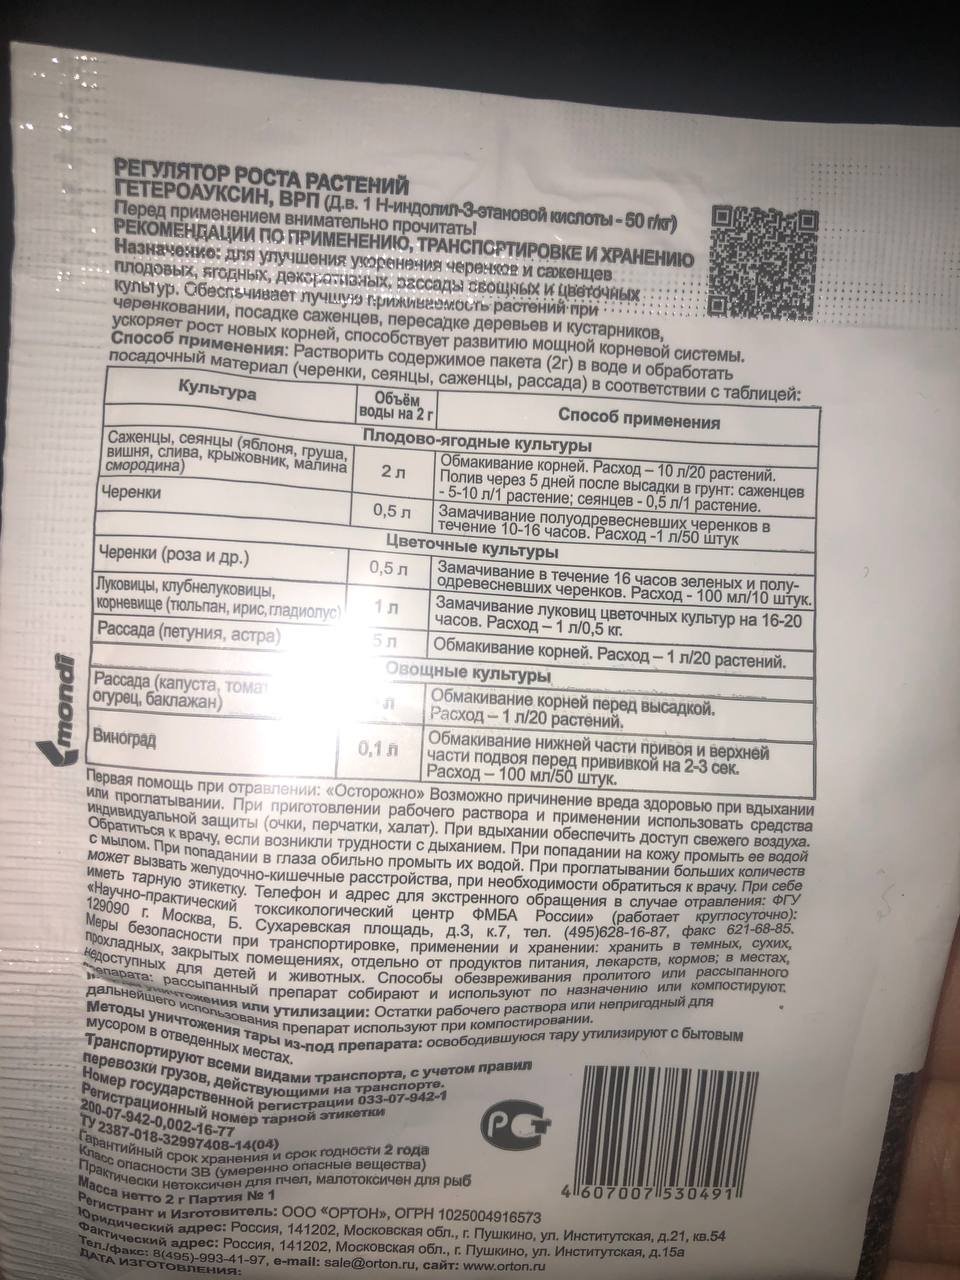 РЕГУЛЯТОР РОСТА РАСТЕНИЙ
ГЕТЕРОАУКСИН, ВРП (Д.в. 1 Н-индолил-3-этановой кислоты - 50 г/кг)
Перед применением внимательно прочитать!
РЕКОМЕНДАЦИИ ПО ПРИМЕНЕНИЮ, ТРАНСПОРТИРОВКЕ И ХРАНЕНИЮ
Назначение: для улучшения укоренения черенков и саженцев
плодовых, ягодных, декоративных, рассады овощных и цветочных
культур. Обеспечивает лучшую приживаемость растений при
черенковании, посадке саженцев, пересадке деревьев и кустарников,
ускоряет рост новых корней, способствует развитию мощной корневой системы.
Способ применения: Растворить содержимое пакета (2г) в воде и обработать
посадочный материал (черенки, сеянцы, саженцы, рассада) в соответствии с таблицей:
Культура
Объём
воды на 2 г
Способ применения
Плодово-ягодные культуры
Саженцы, сеянцы (яблоня, груша,
вишня, слива, крыжовник, малина
смородина)
2 л
Обмакивание корней. Расход – 10 л/20 растений.
Полив через 5 дней после высадки в грунт: саженцев
- 5-10 л/1 растение; сеянцев - 0,5 л/1 растение.
Черенки
0,5 л
Замачивание полуодревесневших черенков в
течение 10-16 часов. Расход -1 л/50 штук
Цветочные культуры
Черенки (роза и др.)
0,5 л
Замачивание в течение 16 часов зеленых и полу-
одревесневших черенков. Расход - 100 мл/10 штук.
Луковицы, клубнелуковицы,
корневище (тюльпан, ирис, гладиолус)
1 л
Замачивание луковиц цветочных культур на 16-20
часов. Расход – 1 л/0,5 кг.
Рассада (петуния, астра)
5 л
Обмакивание корней. Расход – 1 л/20 растений.
Овощные культуры
Рассада (капуста, томат
огурец, баклажан)
л
Обмакивание корней перед высадкой.
Расход – 1 л/20 растений.
Виноград
0,1 л
Обмакивание нижней части привоя и верхней
части подвоя перед прививкой на 2-3 сек.
Расход – 100 мл/50 штук.
mondi
Первая помощь при отравлении: «Осторожно» Возможно причинение вреда здоровью при вдыхании
или проглатывании. При приготовлении рабочего раствора и применении использовать средства
индивидуальной защиты (очки, перчатки, халат). При вдыхании обеспечить доступ свежего воздуха.
Обратиться к врачу, если возникли трудности с дыханием. При попадании на кожу промыть ее водой
с мылом. При попадании в глаза обильно промыть их водой. При проглатывании больших количеств
может вызвать желудочно-кишечные расстройства, при необходимости обратиться к врачу. При себе
иметь тарную этикетку. Телефон и адрес для экстренного обращения в случае отравления: ФГУ
«Научно-практический токсикологический центр ФМБА России» (работает круглосуточно):
129090 г. Москва, Б. Сухаревская площадь, д.3, к.7, тел. (495)628-16-87, факс 621-68-85.
Меры безопасности при транспортировке, применении и хранении: хранить в темных, сухих,
прохладных, закрытых помещениях, отдельно от продуктов питания, лекарств, кормов; в местах,
недоступных для детей и животных. Способы обезвреживания пролитого или рассыпанного
препарата: рассыпанный препарат собирают и используют по назначению или компостируют.
уничтожения или утилизации: Остатки рабочего раствора или непригодный для
дальнейшего использования препарат используют при компостировании.
Методы уничтожения тары из-под препарата: освободившуюся тару утилизируют с бытовым
мусором в отведенных местах.
Транспортируют всеми видами транспорта, с учетом правил
перевозки грузов, действующими на транспорте.
Номер государственной регистрации 033-07-942-1
Регистрационный номер тарной этикетки
200-07-942-0,002-16-77
ТУ 2387-018-32997408-14(04)
Гарантийный срок хранения и срок годности 2 года
Класс опасности 3В (умеренно опасные вещества)
Практически нетоксичен для пчел, малотоксичен для рыб
Масса нетто 2 г Партия № 1
Регистрант и Изготовитель: ООО «ОРТОН», ОГРН 1025004916573
Юридический адрес: Россия, 141202, Московская обл., г. Пушкино, ул. Институтская, д.21, кв.54
Фактический адрес: Россия, 141202, Московская обл., г. Пушкино, ул. Институтская, д.15а
Тел./факс: 8(495)-993-41-97, e-mail: sale@orton.ru, сайт: www.orton.ru
ДАТА ИЗГОТОВЛЕНИЯ:
РСТ
4 607007 530491